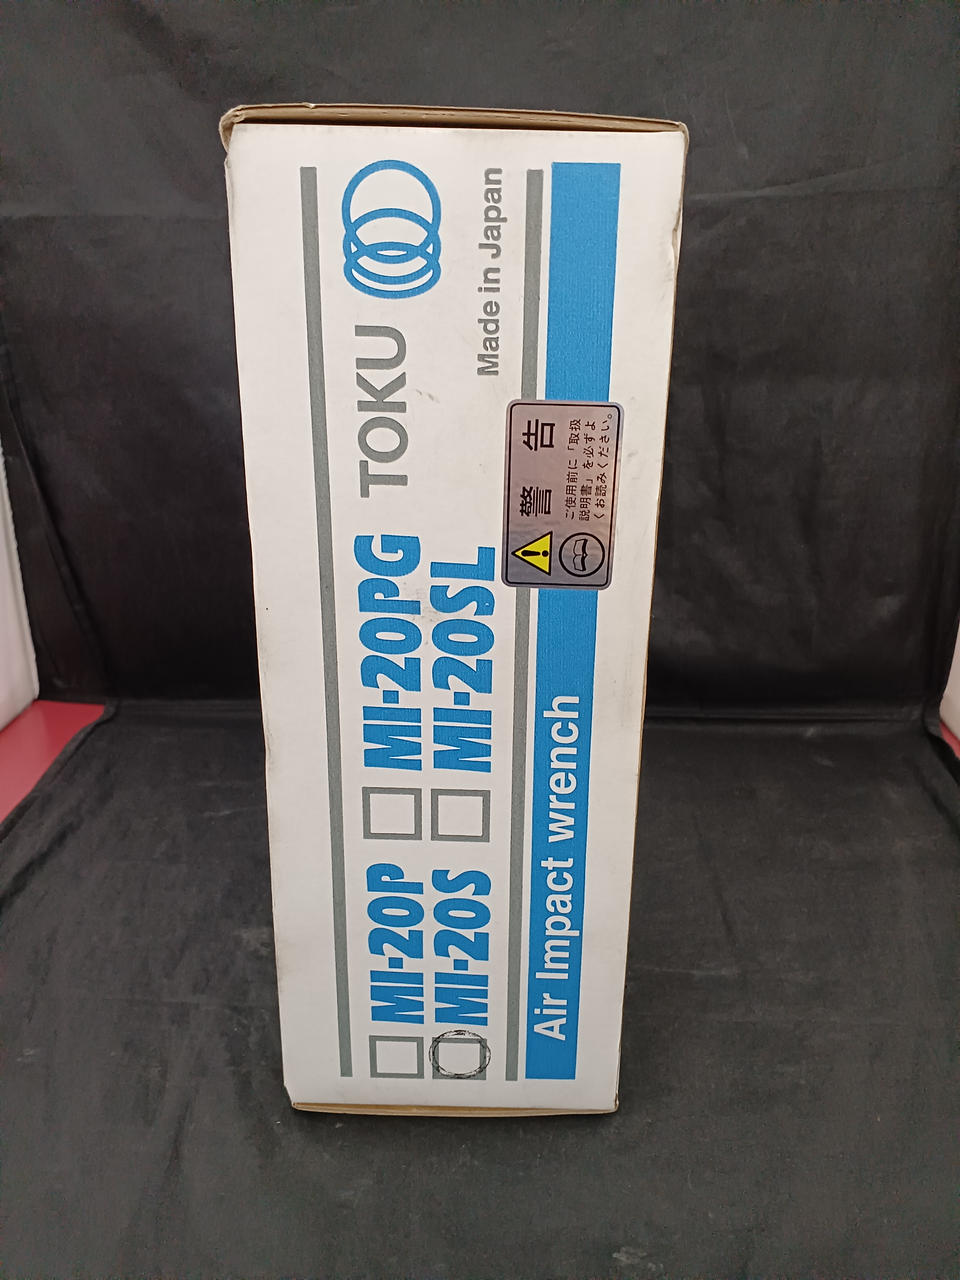 MI-20P
MI-20PG
TOKU
MI-20S
MI-20SL
Made in Japan
Air Impact wrench
警 告
ご使用前に「取扱
説明書」を必ずよ
くお読みください。